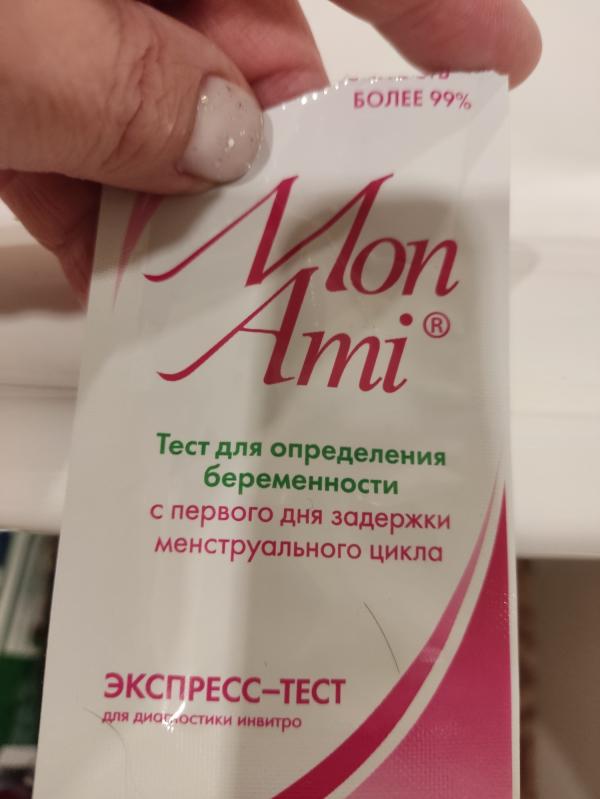 БОЛЕЕ 99%
Mon
Ami®
Тест для определения
беременности
с первого дня задержки
менструального цикла
ЭКСПРЕСС–ТЕСТ
для диагностики инвитро